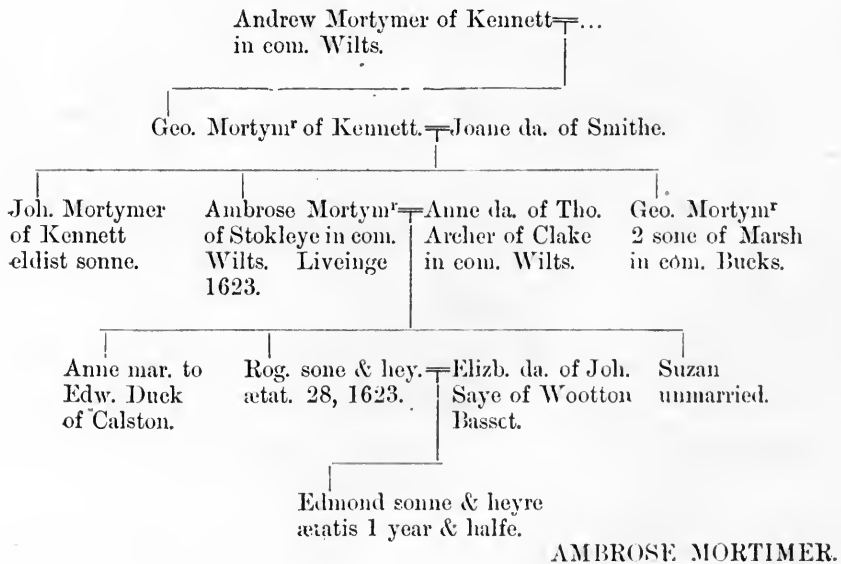 Andrew Mortymer of Kennett=...
in com. Wilts.
Geo. Mortymʳ of Kennett.=Joane da. of Smithe.
Joh. Mortymer
of Kennett
eldist sonne.
Ambrose Mortymʳ=
of Stokleye in com.
Wilts. Liveinge
1623.
Anne da. of Tho.
Archer of Clake
in com. Wilts.
Geo. Mortymʳ
2 sone of Marsh
in com. Bucks.
Anne mar. to
Edw. Duck
of Calston.
Rog. sone & hey.=
ætat. 28, 1623.
Elizb. da. of Joh.
Saye of Wootton
Basset.
Suzan
unmarried.
Edmond sonne & heyre
ætatis 1 year & halfe.
AMBROSE MORTIMER.